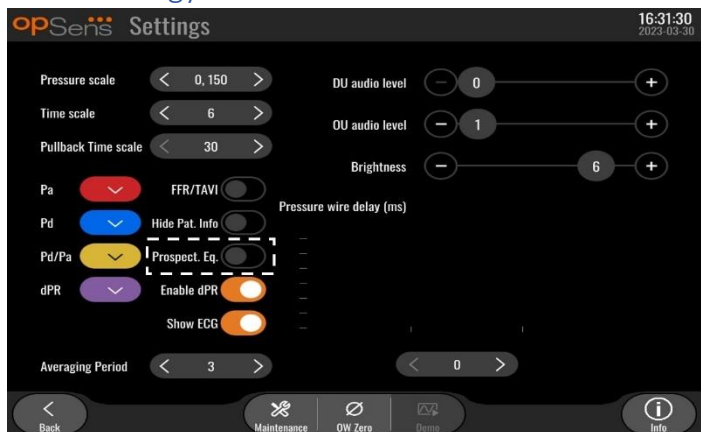 opSens Settings
16:31:30
2023-03-30
Pressure scale 0, 150
DU audio level 0
Time scale 6
OU audio level 1
Pullback Time scale 30
Brightness 6
Pa
FFR/TAVI
Pressure wire delay (ms)
Pd
Hide Pat. Info
Pd/Pa
Prospect. Eq.
dPR
Enable dPR
Show ECG
Averaging Period 3
0
Back
Maintenance
OW Zero
Demo
Info